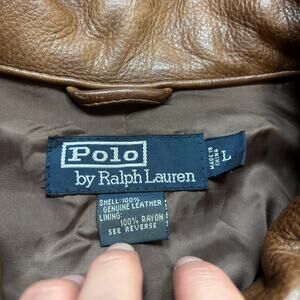 Polo
by Ralph Lauren
MADE IN
CHINA
L
SHELL: 100%
GENUINE LEATHER
LINING:
100% RAYON
SEE REVERSE